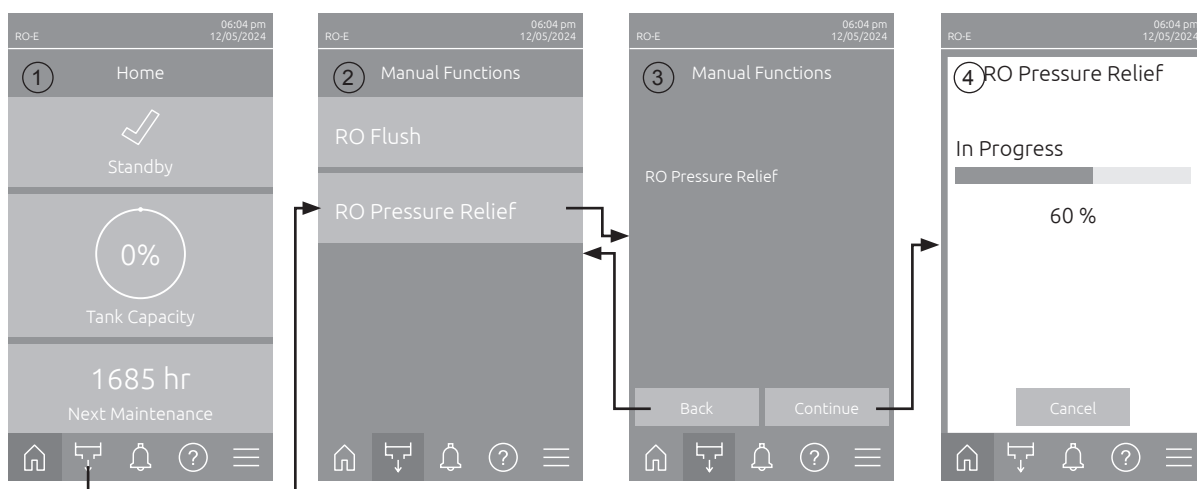 RO-E
06:04 pm
12/05/2024
1
Home
Standby
0%
Tank Capacity
1685 hr
Next Maintenance
?
RO-E
06:04 pm
12/05/2024
2
Manual Functions
RO Flush
RO Pressure Relief
?
RO-E
06:04 pm
12/05/2024
3
Manual Functions
RO Pressure Relief
Back
Continue
?
RO-E
06:04 pm
12/05/2024
4
RO Pressure Relief
In Progress
60 %
Cancel
?